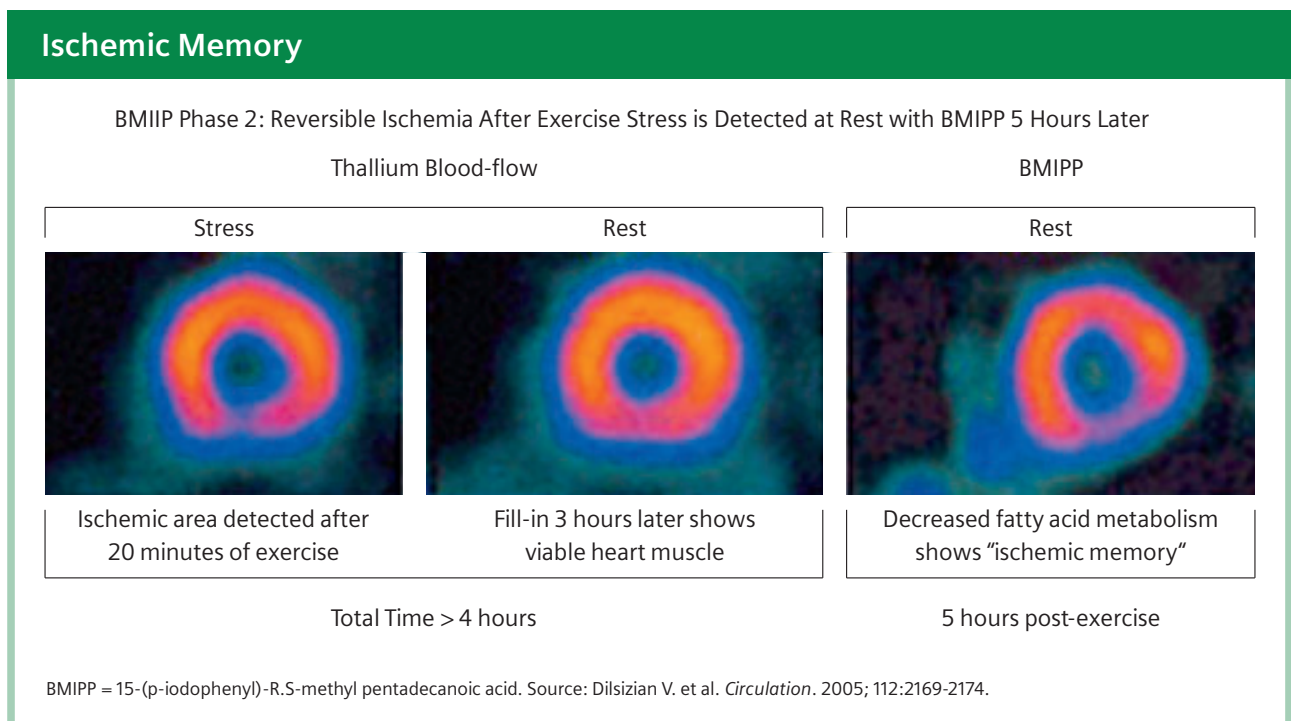 Ischemic Memory
BMIIP Phase 2: Reversible Ischemia After Exercise Stress is Detected at Rest with BMIPP 5 Hours Later
Thallium Blood-flow
BMIPP
Stress
Rest
Rest
Ischemic area detected after
20 minutes of exercise
Fill-in 3 hours later shows
viable heart muscle
Decreased fatty acid metabolism
shows “ischemic memory“
Total Time > 4 hours
5 hours post-exercise
BMIPP = 15-(p-iodophenyl)-R.S-methyl pentadecanoic acid. Source: Dilsizian V. et al. Circulation. 2005; 112:2169-2174.